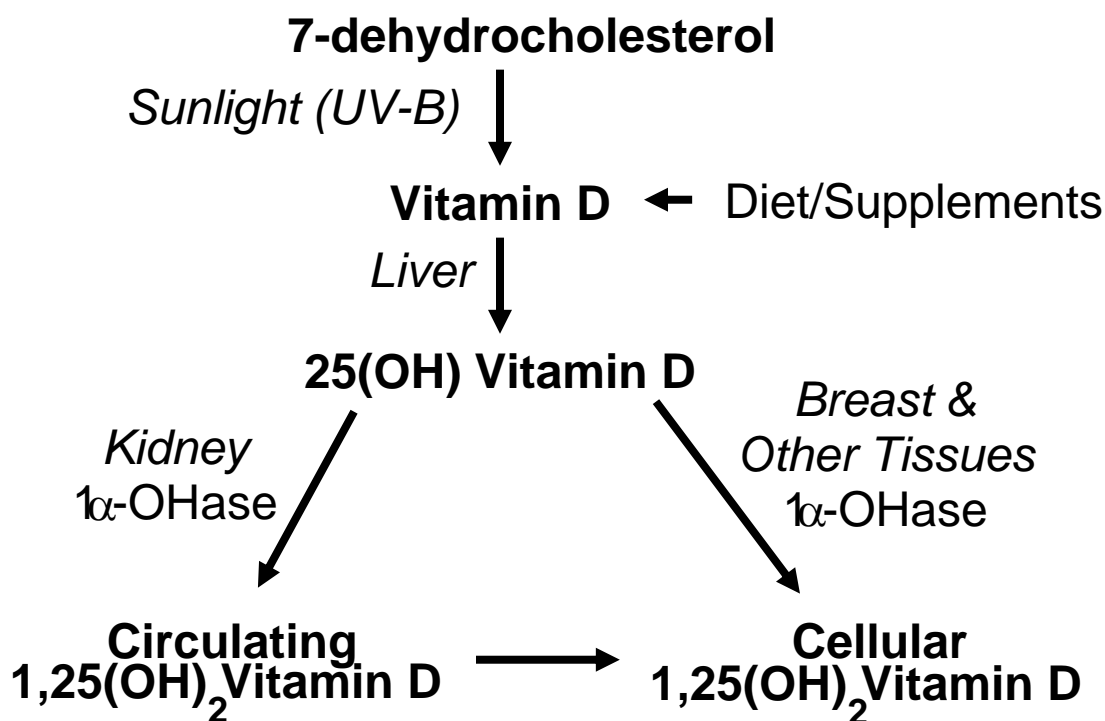 7-dehydrocholesterol
Sunlight (UV-B)
Vitamin D
Diet/Supplements
Liver
25(OH) Vitamin D
Kidney
1α-OHase
Breast &
Other Tissues
1α-OHase
Circulating
1,25(OH)₂Vitamin D
Cellular
1,25(OH)₂Vitamin D